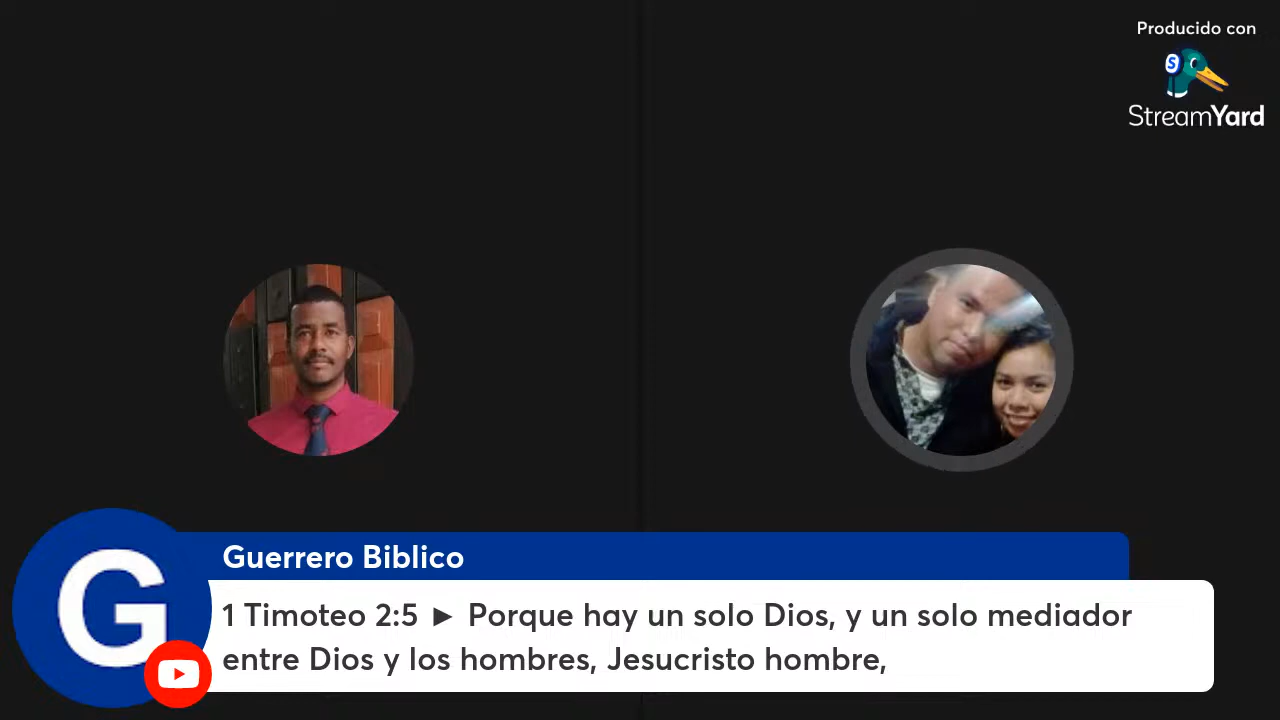 Producido con
S
StreamYard
G
Guerrero Biblico
1 Timoteo 2:5 ► Porque hay un solo Dios, y un solo mediador
entre Dios y los hombres, Jesucristo hombre,